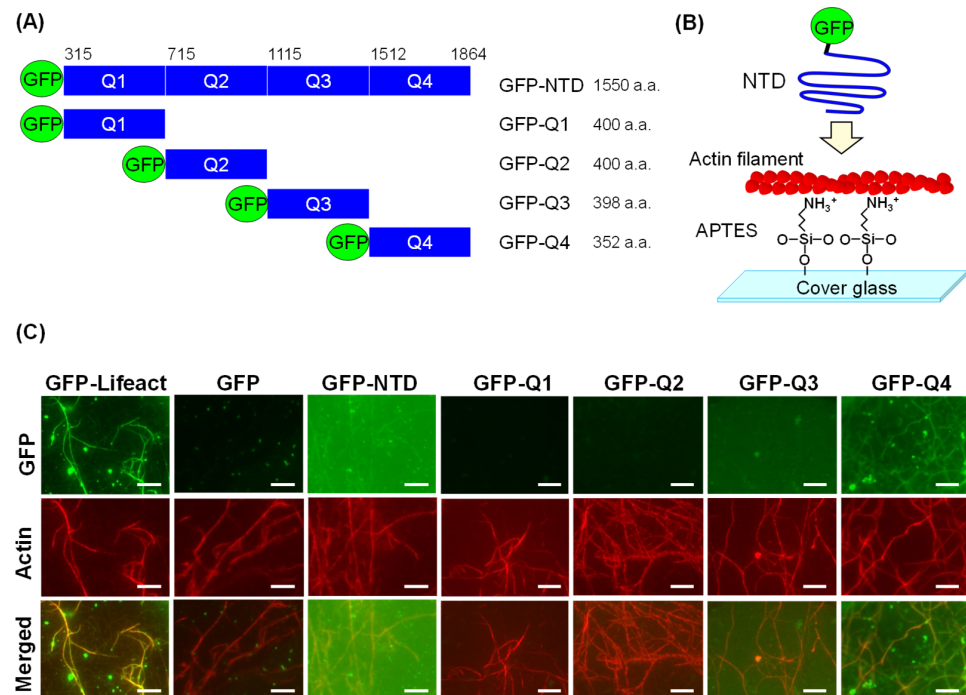 (A)
315 715 1115 1512 1864
GFP Q1 Q2 Q3 Q4 GFP-NTD 1550 a.a.
GFP Q1 GFP-Q1 400 a.a.
GFP Q2 GFP-Q2 400 a.a.
GFP Q3 GFP-Q3 398 a.a.
GFP Q4 GFP-Q4 352 a.a.
(B)
GFP
NTD
Actin filament
NH3+ NH3+
APTES
O–Si–O O–Si–O
O O
Cover glass
(C)
GFP-Lifeact GFP GFP-NTD GFP-Q1 GFP-Q2 GFP-Q3 GFP-Q4
GFP
Actin
Merged